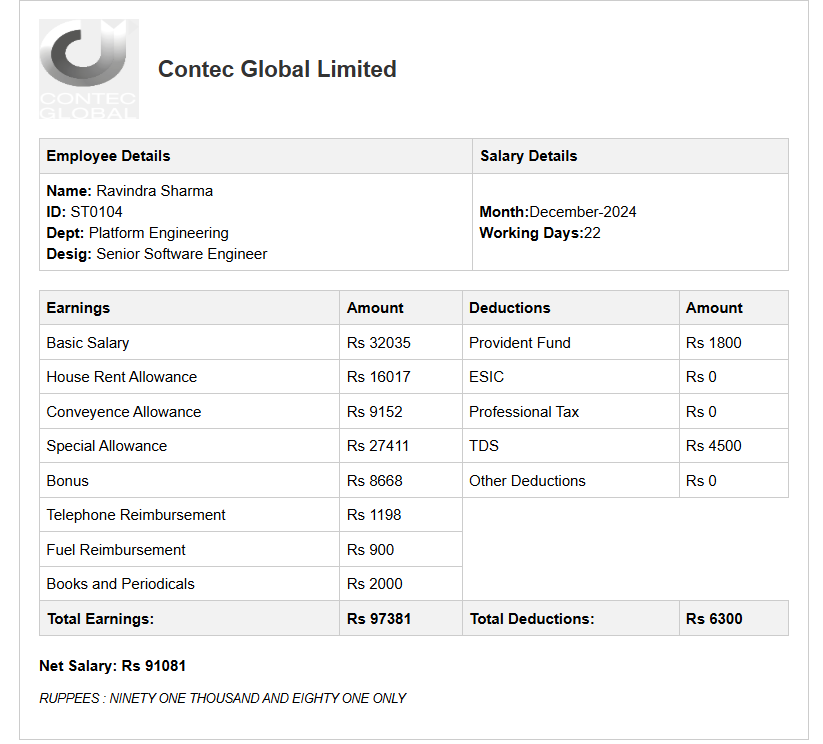 CONTEC
GLOBAL
Contec Global Limited
Employee Details Salary Details
Name: Ravindra Sharma
ID: ST0104
Dept: Platform Engineering
Desig: Senior Software Engineer
Month:December-2024
Working Days:22
Earnings Amount Deductions Amount
Basic Salary Rs 32035 Provident Fund Rs 1800
House Rent Allowance Rs 16017 ESIC Rs 0
Conveyence Allowance Rs 9152 Professional Tax Rs 0
Special Allowance Rs 27411 TDS Rs 4500
Bonus Rs 8668 Other Deductions Rs 0
Telephone Reimbursement Rs 1198
Fuel Reimbursement Rs 900
Books and Periodicals Rs 2000
Total Earnings: Rs 97381 Total Deductions: Rs 6300
Net Salary: Rs 91081
RUPPEES : NINETY ONE THOUSAND AND EIGHTY ONE ONLY